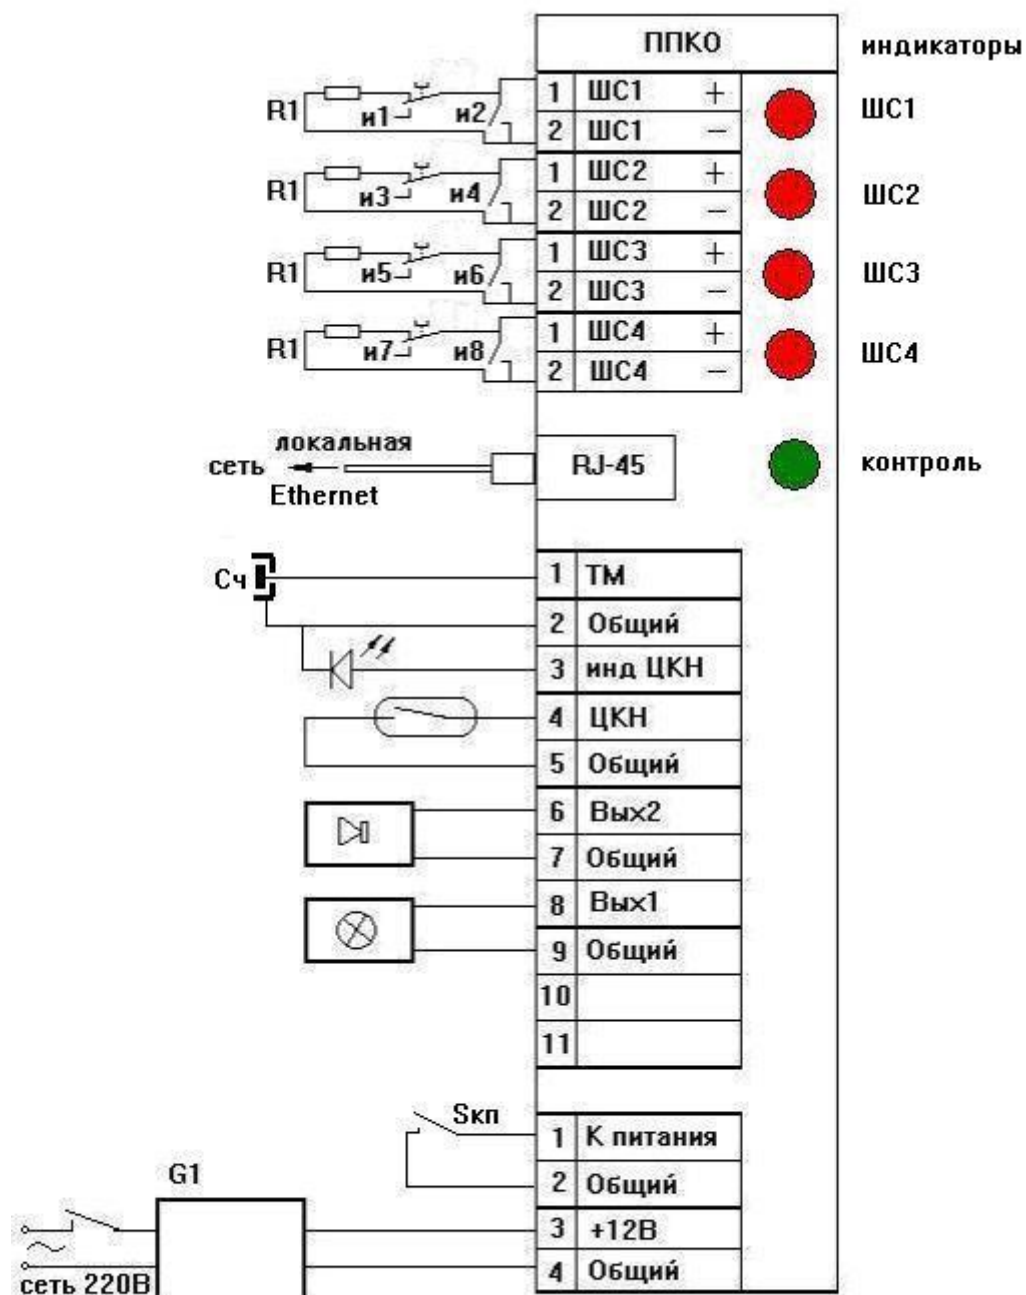 ППКО
индикаторы
R1 и1 и2 1 ШС1 + ШС1
2 ШС1 –
R1 и3 и4 1 ШС2 + ШС2
2 ШС2 –
R1 и5 и6 1 ШС3 + ШС3
2 ШС3 –
R1 и7 и8 1 ШС4 + ШС4
2 ШС4 –
локальная
сеть
Ethernet
RJ-45
контроль
Сч 1 ТМ
2 Общий
3 инд ЦКН
4 ЦКН
5 Общий
6 Вых2
7 Общий
8 Вых1
9 Общий
10
11
Sкп
1 К питания
2 Общий
G1
3 +12В
4 Общий
сеть 220В